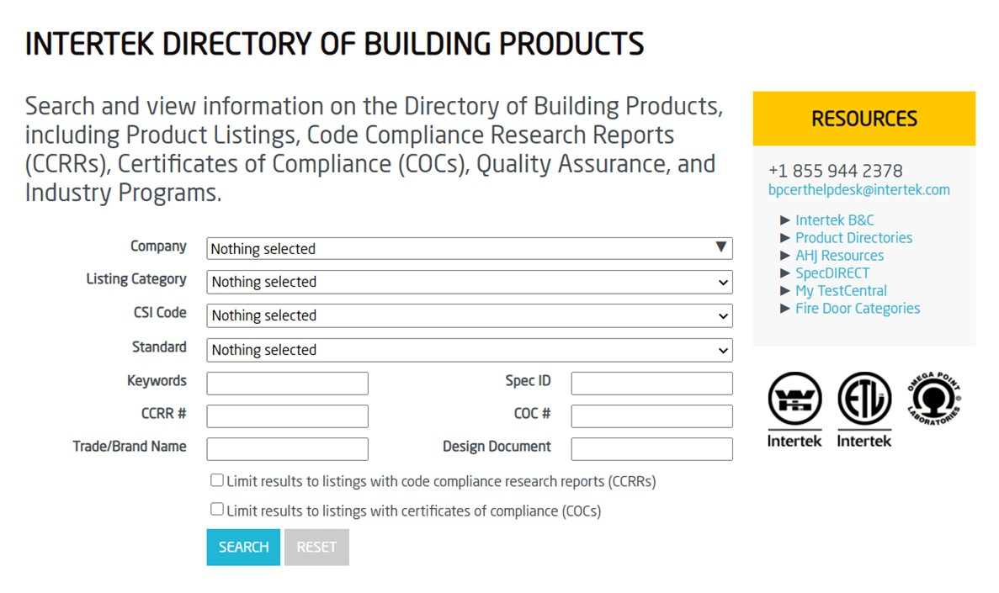 INTERTEK DIRECTORY OF BUILDING PRODUCTS
Search and view information on the Directory of Building Products,
including Product Listings, Code Compliance Research Reports
(CCRRs), Certificates of Compliance (COCs), Quality Assurance, and
Industry Programs.
Company
Nothing selected
Listing Category
Nothing selected
CSI Code
Nothing selected
Standard
Nothing selected
Keywords
Spec ID
CCRR #
COC #
Trade/Brand Name
Design Document
Limit results to listings with code compliance research reports (CCRRs)
Limit results to listings with certificates of compliance (COCs)
SEARCH
RESET
RESOURCES
+1 855 944 2378
bpcerthelpdesk@intertek.com
► Intertek B&C
► Product Directories
► AHJ Resources
► SpecDIRECT
► My TestCentral
► Fire Door Categories
WH
Intertek
ETL
Intertek
OMEGA POINT
LABORATORIES ®